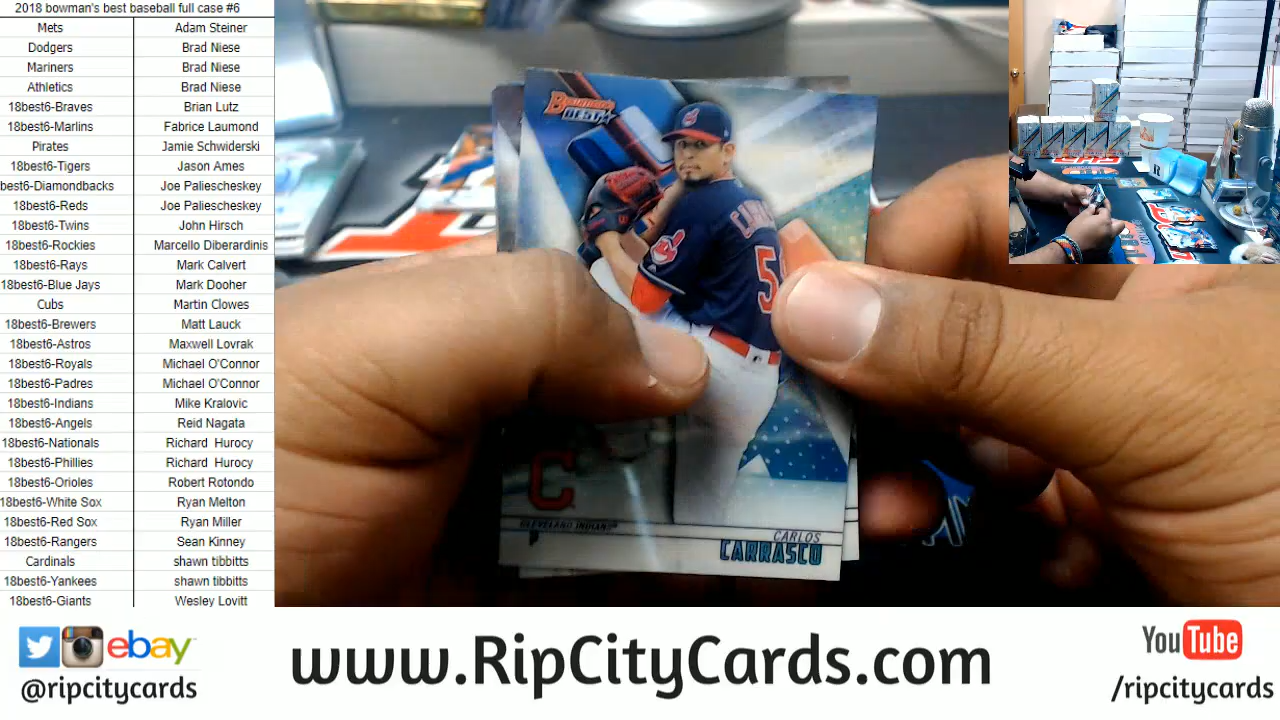 2018 bowman's best baseball full case #6
Mets Adam Steiner
Dodgers Brad Niese
Mariners Brad Niese
Athletics Brad Niese
18best6-Braves Brian Lutz
18best6-Marlins Fabrice Laumond
Pirates Jamie Schwiderski
18best6-Tigers Jason Ames
best6-Diamondbacks Joe Paliescheskey
18best6-Reds Joe Paliescheskey
18best6-Twins John Hirsch
18best6-Rockies Marcello Diberardinis
18best6-Rays Mark Calvert
18best6-Blue Jays Mark Dooher
Cubs Martin Clowes
18best6-Brewers Matt Lauck
18best6-Astros Maxwell Lovrak
18best6-Royals Michael O'Connor
18best6-Padres Michael O'Connor
18best6-Indians Mike Kralovic
18best6-Angels Reid Nagata
18best6-Nationals Richard Hurocy
18best6-Phillies Richard Hurocy
18best6-Orioles Robert Rotondo
18best6-White Sox Ryan Melton
18best6-Red Sox Ryan Miller
18best6-Rangers Sean Kinney
Cardinals shawn tibbitts
18best6-Yankees shawn tibbitts
18best6-Giants Wesley Lovitt
BOWMAN'S
BEST
C
CLEVELAND INDIANS
P
CARLOS
CARRASCO
ebay
@ripcitycards
www.RipCityCards.com
YouTube
/ripcitycards